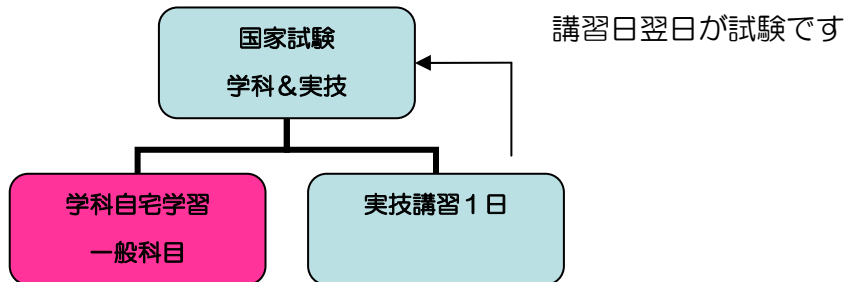 講習日翌日が試験です
国家試験
学科＆実技
学科自宅学習
一般科目
実技講習１日